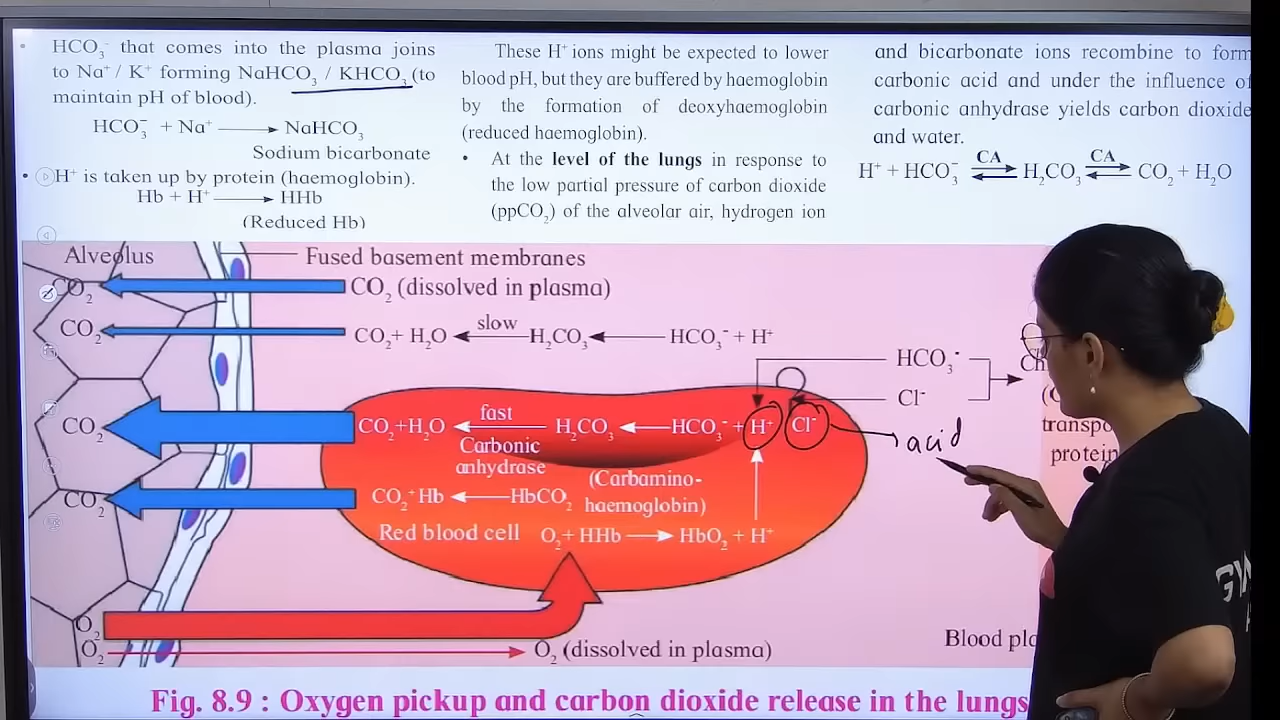 HCO₃⁻ that comes into the plasma joins
to Na⁺ / K⁺ forming NaHCO₃ / KHCO₃ (to
maintain pH of blood).
HCO₃⁻ + Na⁺ ⟶ NaHCO₃
Sodium bicarbonate
• H⁺ is taken up by protein (haemoglobin).
Hb + H⁺ ⟶ HHb
(Reduced Hb)
These H⁺ ions might be expected to lower
blood pH, but they are buffered by haemoglobin
by the formation of deoxyhaemoglobin
(reduced haemoglobin).
• At the level of the lungs in response to
the low partial pressure of carbon dioxide
(ppCO₂) of the alveolar air, hydrogen ion
and bicarbonate ions recombine to form
carbonic acid and under the influence of
carbonic anhydrase yields carbon dioxide
and water.
CA CA
H⁺ + HCO₃⁻ ⇌ H₂CO₃ ⇌ CO₂ + H₂O
Alveolus
Fused basement membranes
CO₂
CO₂ (dissolved in plasma)
CO₂
CO₂ + H₂O ⟵ slow H₂CO₃ ⟵ HCO₃⁻ + H⁺
HCO₃⁻
Cl⁻
CO₂
CO₂+H₂O ⟵ fast H₂CO₃ ⟵ HCO₃⁻ + H⁺ Cl⁻
acid
Carbonic
anhydrase
(Carbamino-
haemoglobin)
CO₂
CO₂⁺Hb ⟵ HbCO₂
Red blood cell
O₂ + HHb ⟶ HbO₂ + H⁺
protein
O₂
O₂
O₂ (dissolved in plasma)
Blood
Fig. 8.9 : Oxygen pickup and carbon dioxide release in the lungs